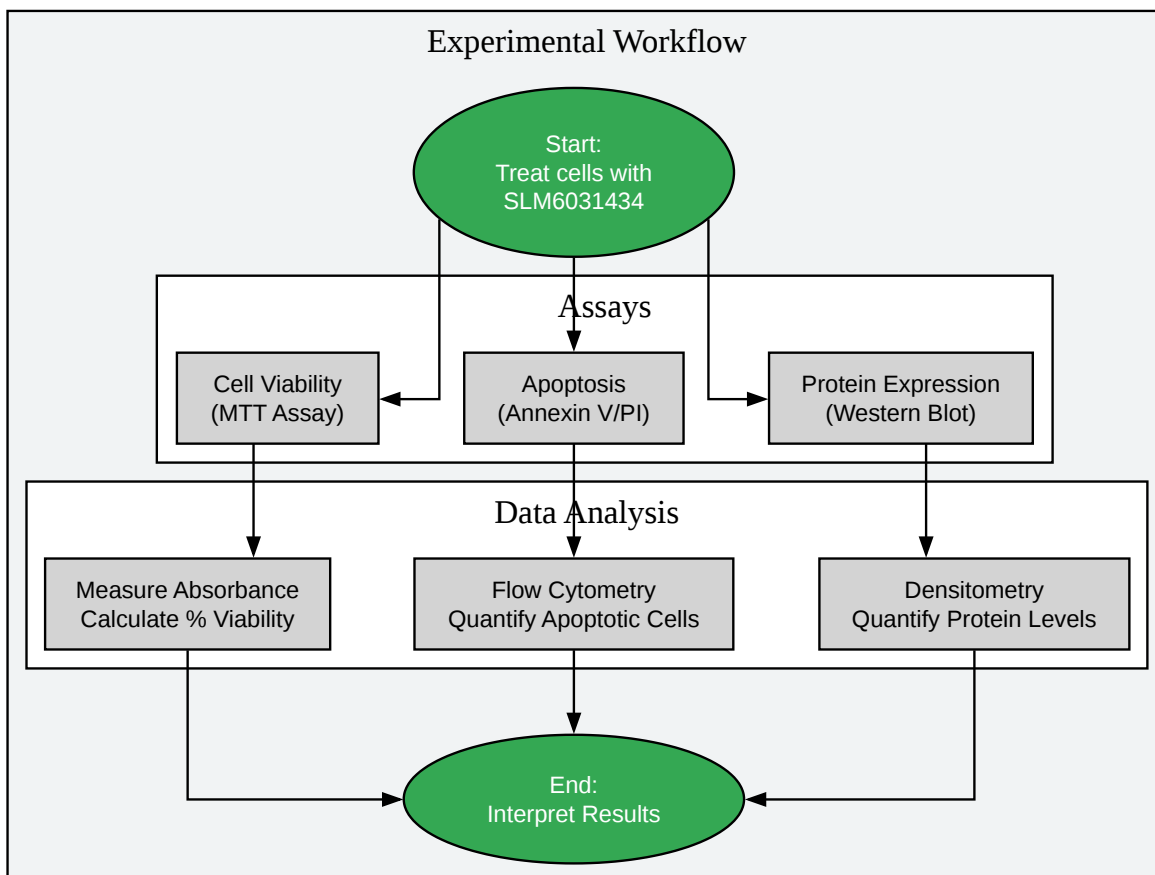 Experimental Workflow
Start:
Treat cells with
SLM6031434
Assays
Cell Viability
(MTT Assay)
Apoptosis
(Annexin V/PI)
Protein Expression
(Western Blot)
Data Analysis
Measure Absorbance
Calculate % Viability
Flow Cytometry
Quantify Apoptotic Cells
Densitometry
Quantify Protein Levels
End:
Interpret Results